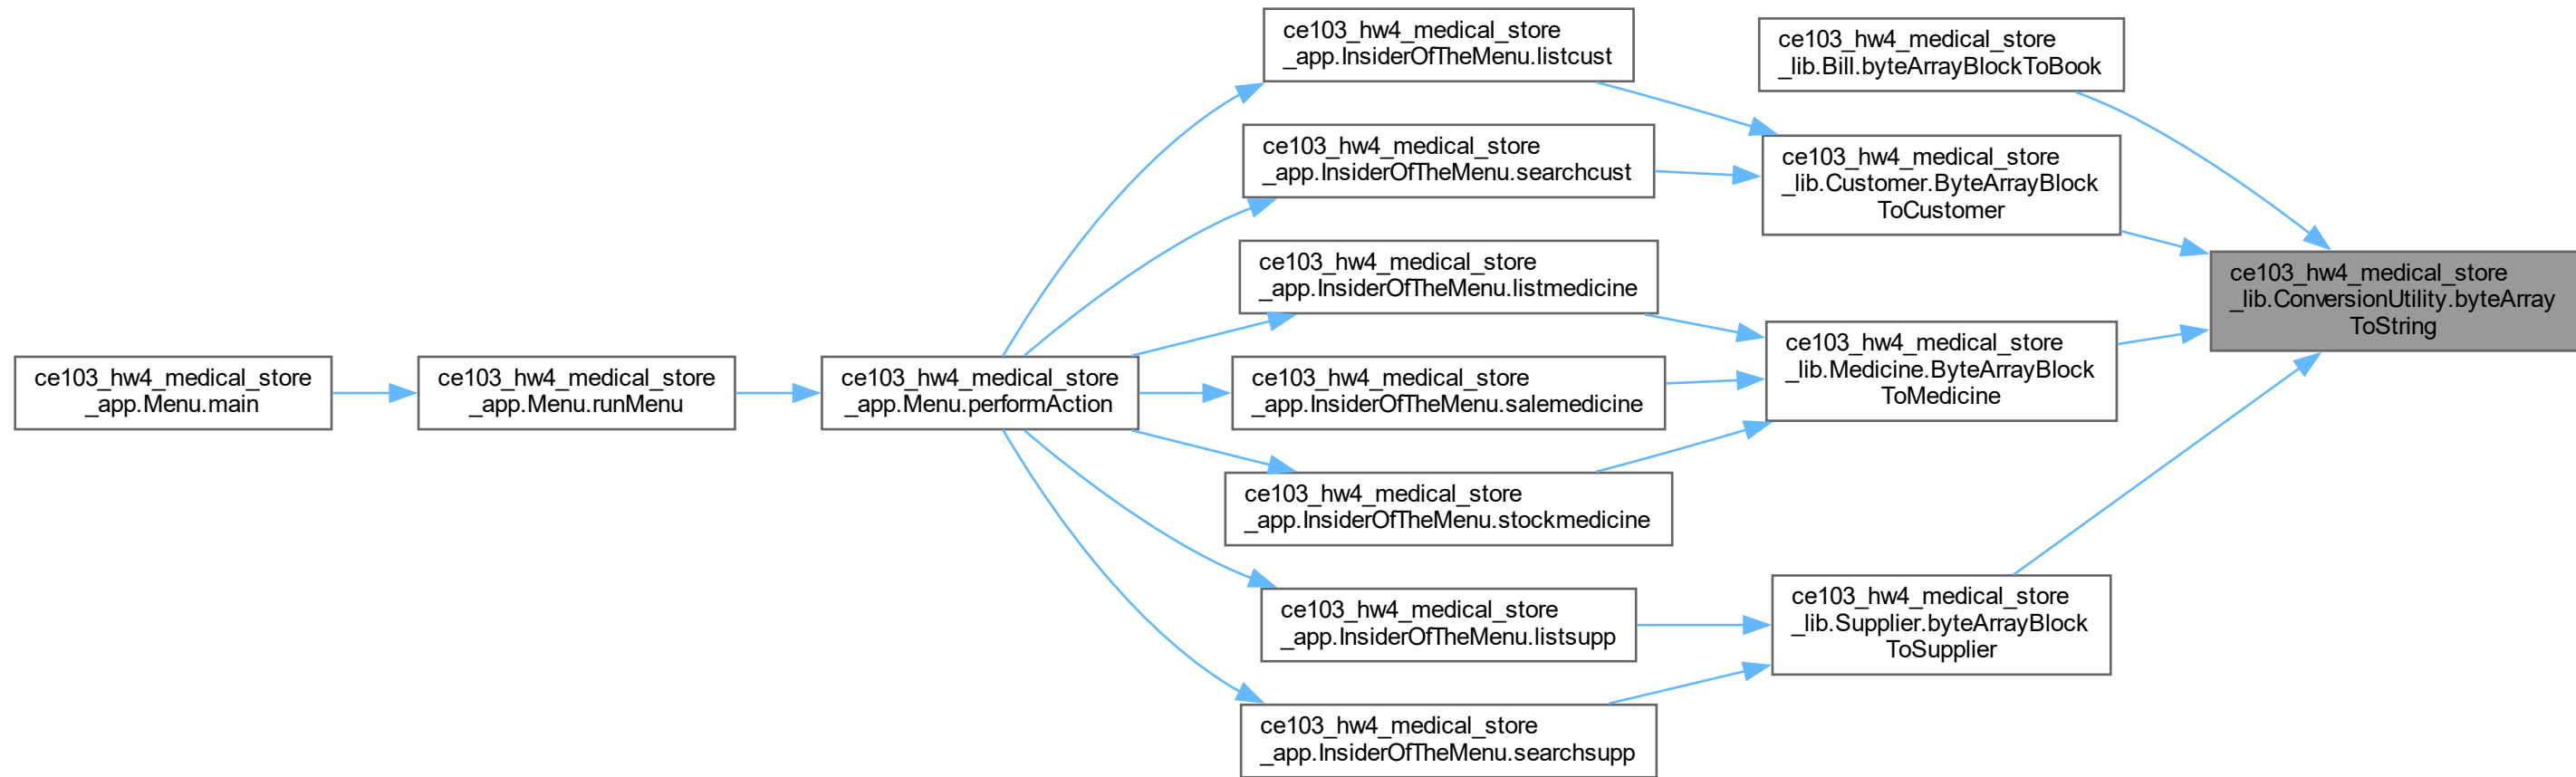 ce103_hw4_medical_store
_app.InsiderOfTheMenu.listcust
ce103_hw4_medical_store
_lib.Bill.byteArrayBlockToBook
ce103_hw4_medical_store
_app.InsiderOfTheMenu.searchcust
ce103_hw4_medical_store
_lib.Customer.ByteArrayBlock
ToCustomer
ce103_hw4_medical_store
_app.InsiderOfTheMenu.listmedicine
ce103_hw4_medical_store
_lib.ConversionUtility.byteArray
ToString
ce103_hw4_medical_store
_app.Menu.main
ce103_hw4_medical_store
_app.Menu.runMenu
ce103_hw4_medical_store
_app.Menu.performAction
ce103_hw4_medical_store
_app.InsiderOfTheMenu.salemedicine
ce103_hw4_medical_store
_lib.Medicine.ByteArrayBlock
ToMedicine
ce103_hw4_medical_store
_app.InsiderOfTheMenu.stockmedicine
ce103_hw4_medical_store
_app.InsiderOfTheMenu.listsupp
ce103_hw4_medical_store
_lib.Supplier.byteArrayBlock
ToSupplier
ce103_hw4_medical_store
_app.InsiderOfTheMenu.searchsupp